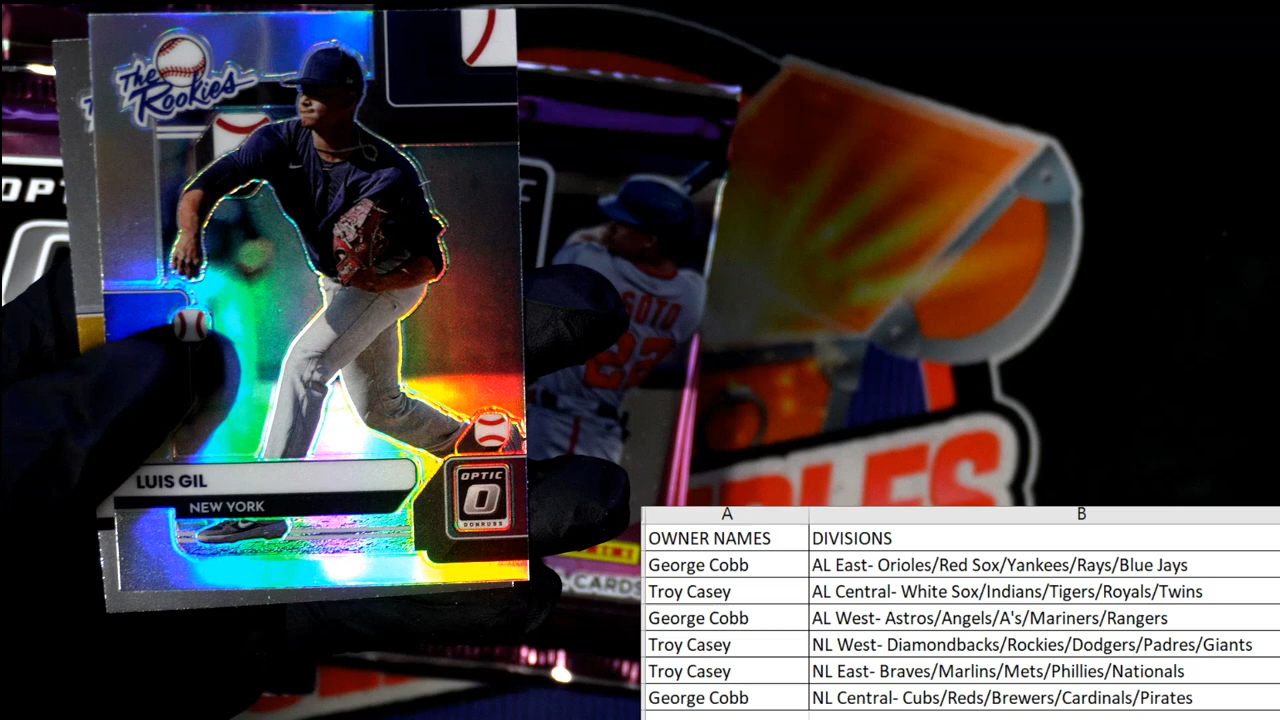 The
Rookies
OPT
C
SOTO
22
LUIS GIL
NEW YORK
OPTIC
DONRUSS
CARDS
A B
OWNER NAMES DIVISIONS
George Cobb AL East- Orioles/Red Sox/Yankees/Rays/Blue Jays
Troy Casey AL Central- White Sox/Indians/Tigers/Royals/Twins
George Cobb AL West- Astros/Angels/A's/Mariners/Rangers
Troy Casey NL West- Diamondbacks/Rockies/Dodgers/Padres/Giants
Troy Casey NL East- Braves/Marlins/Mets/Phillies/Nationals
George Cobb NL Central- Cubs/Reds/Brewers/Cardinals/Pirates